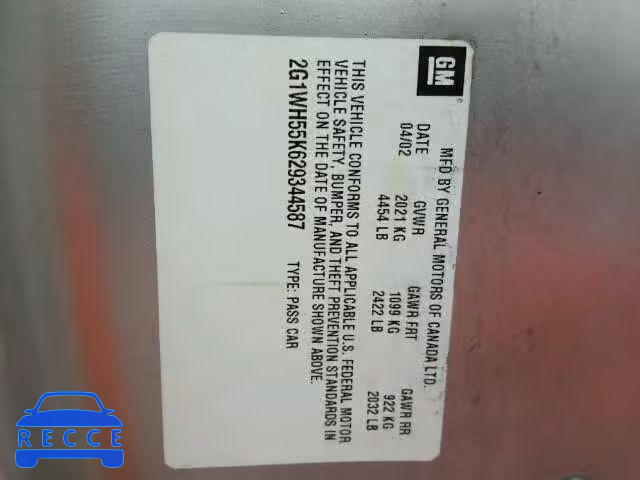 GM
MFD BY GENERAL MOTORS OF CANADA LTD.
DATE GVWR GAWR FRT GAWR RR
04/02 2021 KG 1099 KG 922 KG
4454 LB 2422 LB 2032 LB
THIS VEHICLE CONFORMS TO ALL APPLICABLE U.S. FEDERAL MOTOR
VEHICLE SAFETY, BUMPER, AND THEFT PREVENTION STANDARDS IN
EFFECT ON THE DATE OF MANUFACTURE SHOWN ABOVE.
2G1WH55K629344587 TYPE: PASS CAR
RECCE